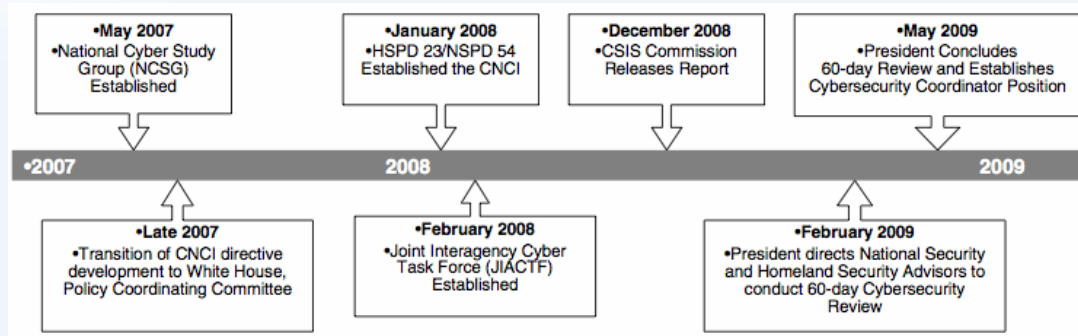 •May 2007
•National Cyber Study
Group (NCSG)
Established
•January 2008
•HSPD 23/NSPD 54
Established the CNCI
•December 2008
•CSIS Commission
Releases Report
•May 2009
•President Concludes
60-day Review and Establishes
Cybersecurity Coordinator Position
•2007
2008
2009
•Late 2007
•Transition of CNCI directive
development to White House,
Policy Coordinating Committee
•February 2008
•Joint Interagency Cyber
Task Force (JIACTF)
Established
•February 2009
•President directs National Security
and Homeland Security Advisors to
conduct 60-day Cybersecurity
Review